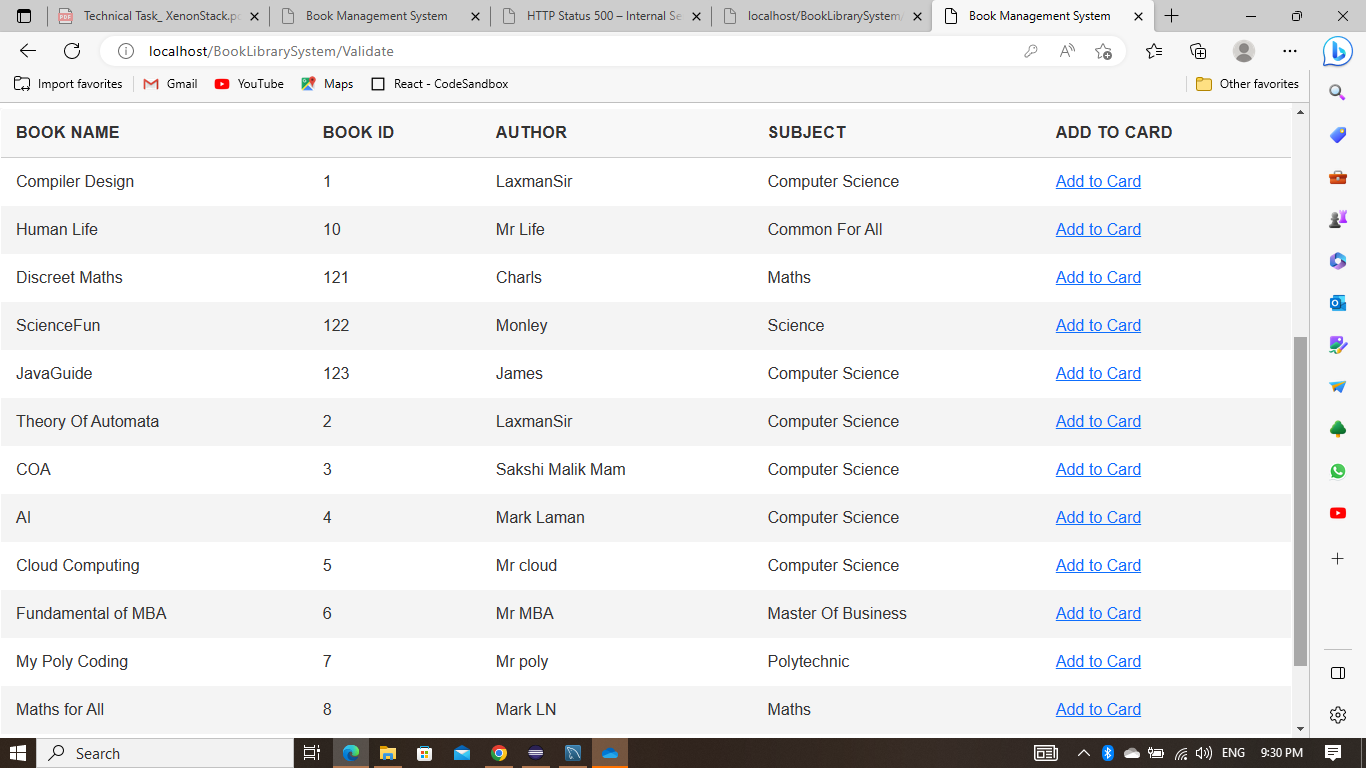 Technical Task_ XenonStack.pd
Book Management System
HTTP Status 500 – Internal Se
localhost/BookLibrarySystem/
Book Management System
localhost/BookLibrarySystem/Validate
Import favorites Gmail YouTube Maps React - CodeSandbox Other favorites
BOOK NAME BOOK ID AUTHOR SUBJECT ADD TO CARD
Compiler Design 1 LaxmanSir Computer Science Add to Card
Human Life 10 Mr Life Common For All Add to Card
Discreet Maths 121 Charls Maths Add to Card
ScienceFun 122 Monley Science Add to Card
JavaGuide 123 James Computer Science Add to Card
Theory Of Automata 2 LaxmanSir Computer Science Add to Card
COA 3 Sakshi Malik Mam Computer Science Add to Card
AI 4 Mark Laman Computer Science Add to Card
Cloud Computing 5 Mr cloud Computer Science Add to Card
Fundamental of MBA 6 Mr MBA Master Of Business Add to Card
My Poly Coding 7 Mr poly Polytechnic Add to Card
Maths for All 8 Mark LN Maths Add to Card
Search ENG 9:30 PM